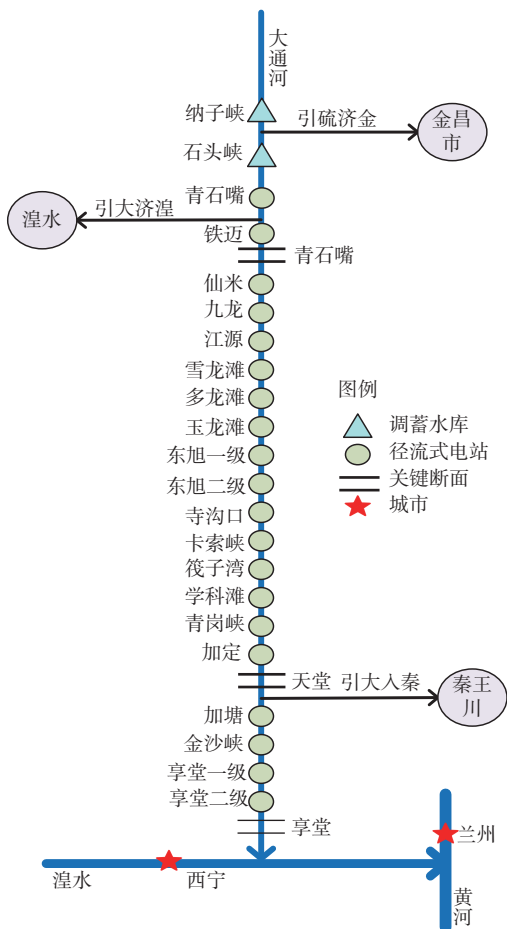 大通河
纳子峡
引硫济金
金昌市
石头峡
青石嘴
引大济湟
湟水
铁迈
青石嘴
仙米
九龙
江源
雪龙滩
多龙滩
玉龙滩
东旭一级
东旭二级
寺沟口
卡索峡
筏子湾
学科滩
青岗峡
加定
图例
调蓄水库
径流式电站
关键断面
城市
天堂
引大入秦
秦王川
加塘
金沙峡
享堂一级
享堂二级
享堂
兰州
湟水
西宁
黄河